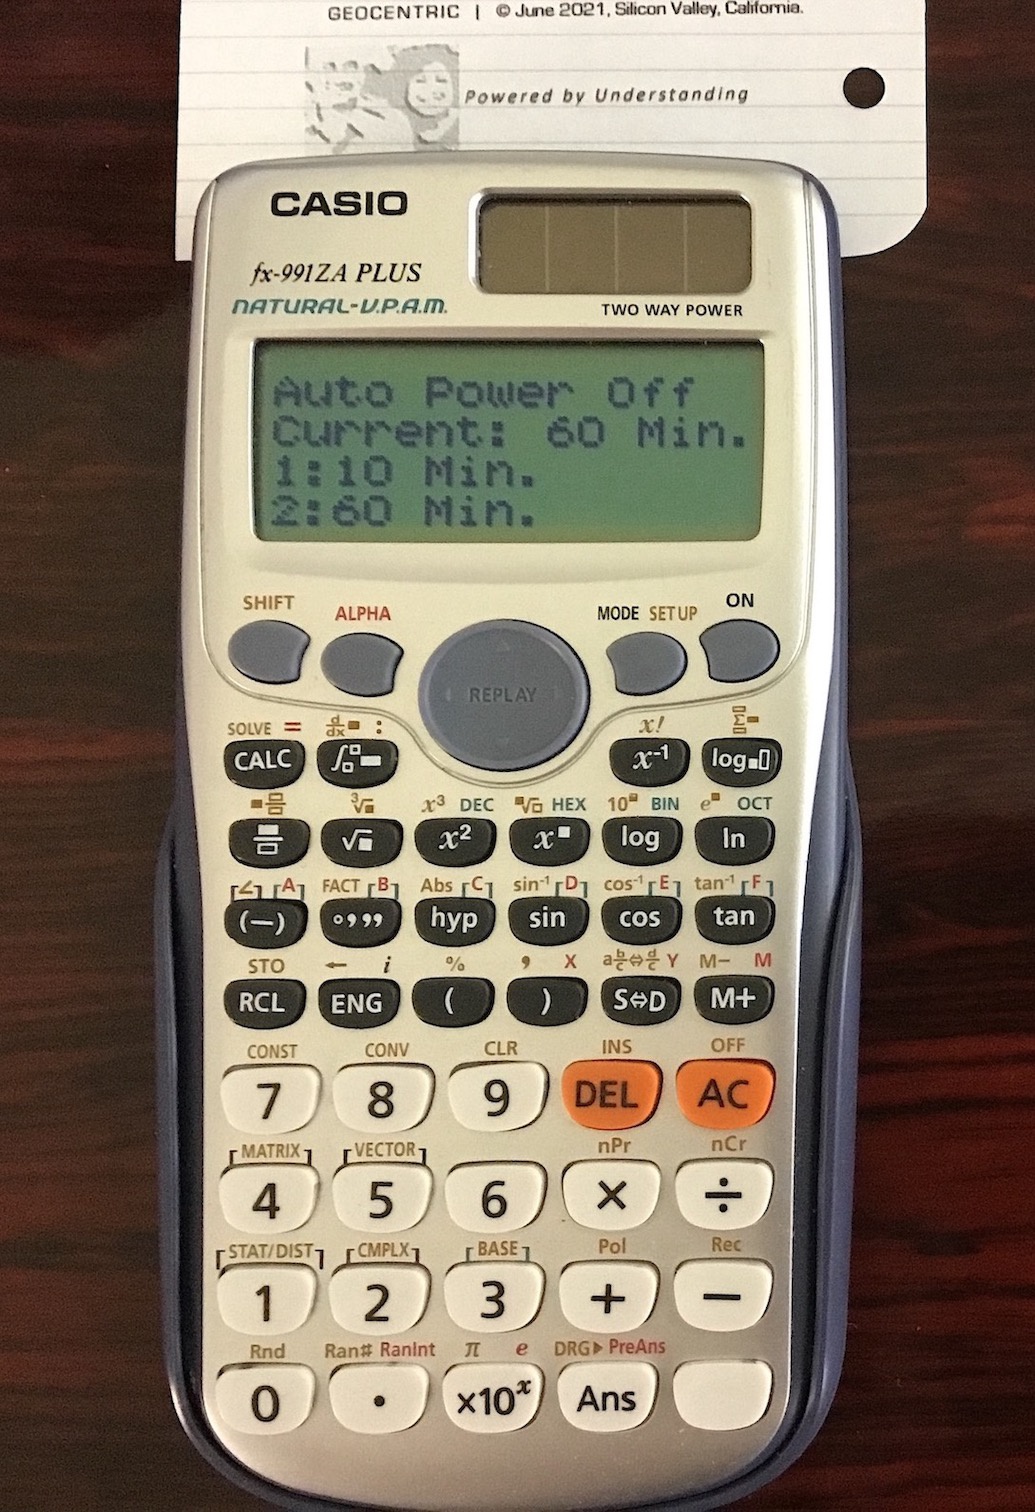 GEOCENTRIC | © June 2021, Silicon Valley, California.
Powered by Understanding
CASIO
fx-991ZA PLUS
NATURAL-V.P.A.M.
TWO WAY POWER
Auto Power Off
Current: 60 Min.
1:10 Min.
2:60 Min.
SHIFT ALPHA MODE SETUP ON
REPLAY
SOLVE = d/dx■ : x! Σ■
CALC ∫■ x⁻¹ log■□
■■/□ ³√■ x³ DEC ■√□ HEX 10■ BIN e■ OCT
■/□ √■ x² x■ log ln
∠ A FACT B Abs C sin⁻¹ D cos⁻¹ E tan⁻¹ F
(—) °,,, hyp sin cos tan
STO ← i % , X a b/c⇔d/c Y M− M
RCL ENG ( ) S⇔D M+
CONST CONV CLR INS OFF
7 8 9 DEL AC
MATRIX VECTOR nPr nCr
4 5 6 × ÷
STAT/DIST CMPLX BASE Pol Rec
1 2 3 + −
Rnd Ran# RanInt π e DRG▶ PreAns
0 • ×10ˣ Ans